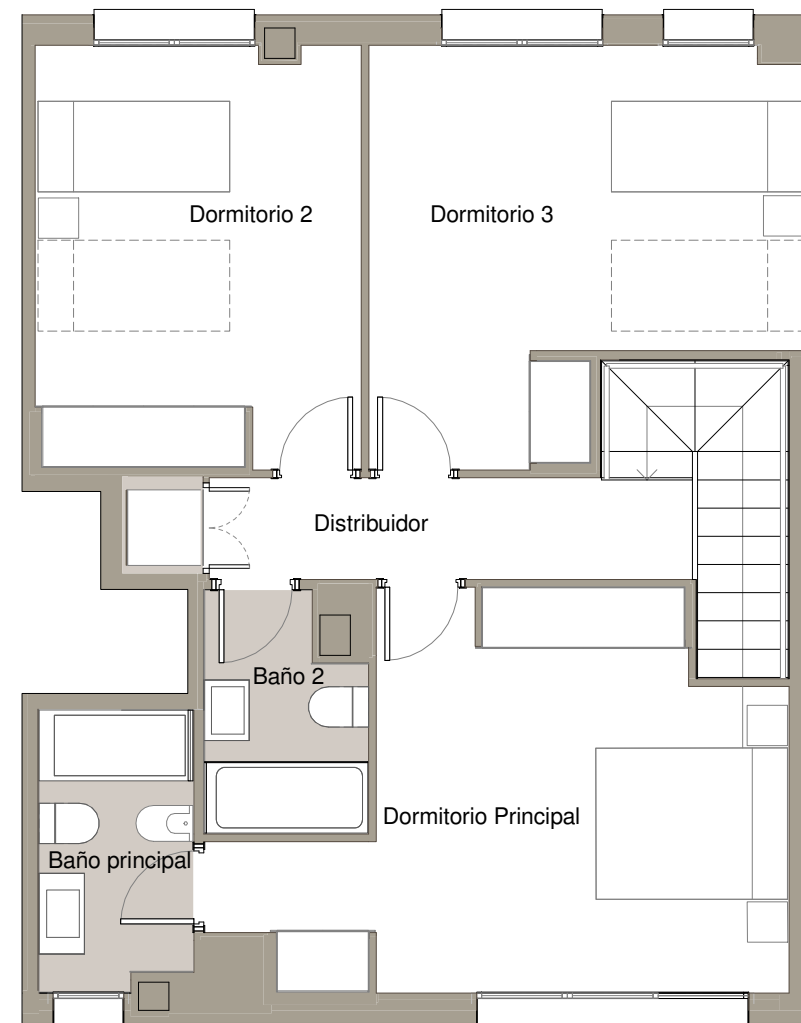 Dormitorio 2
Dormitorio 3
Distribuidor
Baño 2
Dormitorio Principal
Baño principal